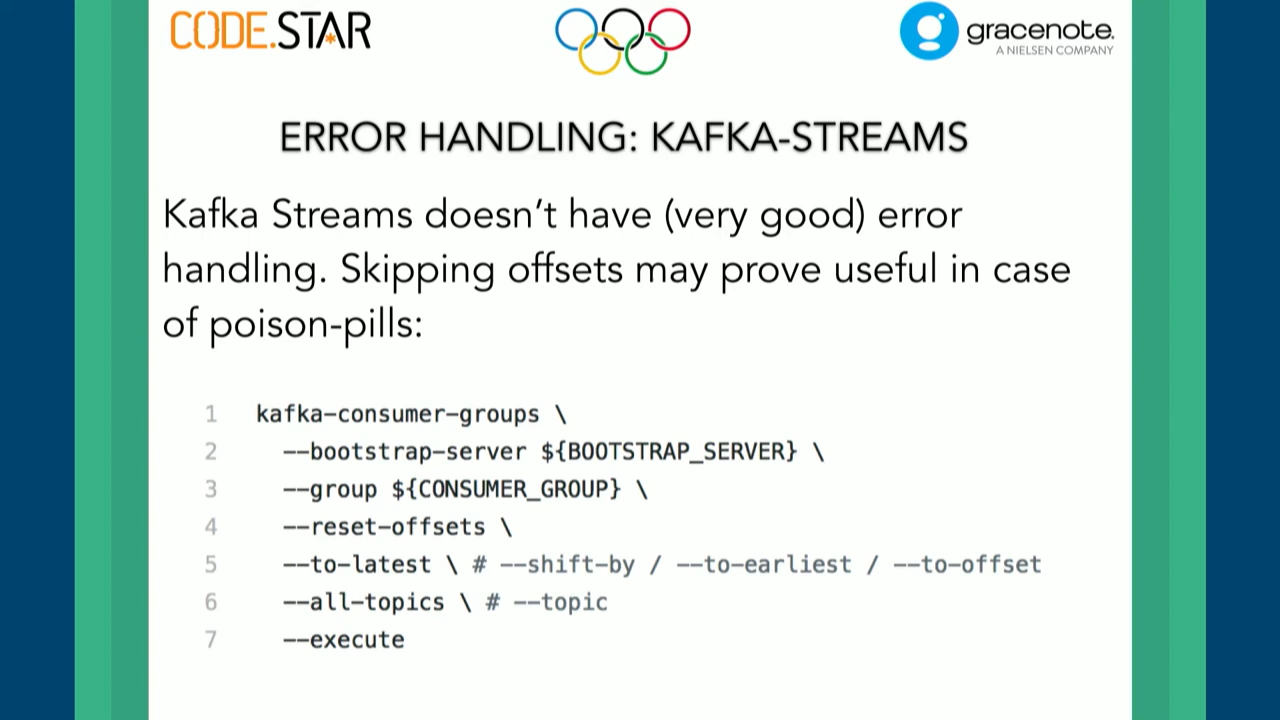 CODE.STAR
gracenote.
A NIELSEN COMPANY
ERROR HANDLING: KAFKA-STREAMS
Kafka Streams doesn’t have (very good) error
handling. Skipping offsets may prove useful in case
of poison-pills:
1 kafka-consumer-groups \
2 --bootstrap-server ${BOOTSTRAP_SERVER} \
3 --group ${CONSUMER_GROUP} \
4 --reset-offsets \
5 --to-latest \ # --shift-by / --to-earliest / --to-offset
6 --all-topics \ # --topic
7 --execute